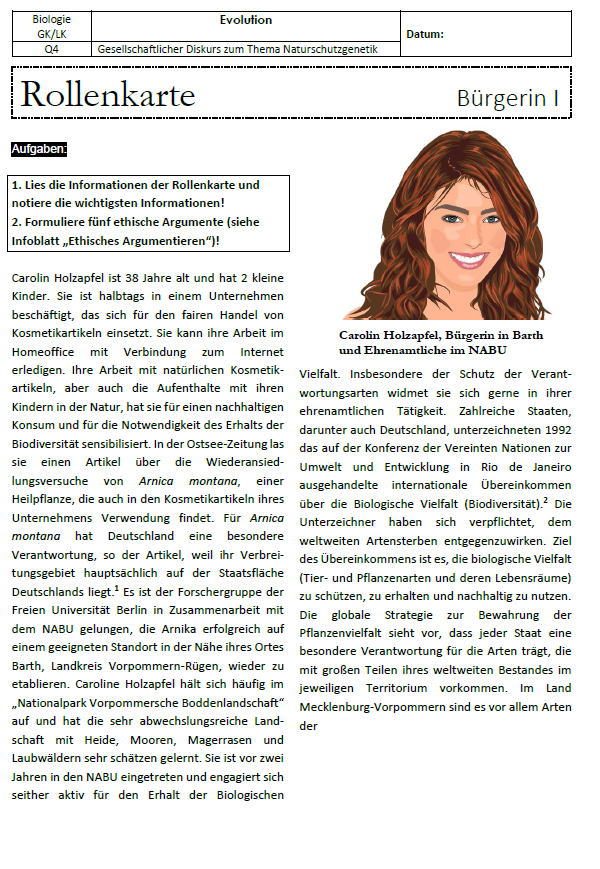 Biologie
GK/LK
Evolution
Datum:
Q4
Gesellschaftlicher Diskurs zum Thema Naturschutzgenetik
Rollenkarte
Bürgerin I
Aufgaben:
1. Lies die Informationen der Rollenkarte und
notiere die wichtigsten Informationen!
2. Formuliere fünf ethische Argumente (siehe
Infoblatt „Ethisches Argumentieren“)!
Carolin Holzapfel ist 38 Jahre alt und hat 2 kleine
Kinder. Sie ist halbtags in einem Unternehmen
beschäftigt, das sich für den fairen Handel von
Kosmetikartikeln einsetzt. Sie kann ihre Arbeit im
Homeoffice mit Verbindung zum Internet
erledigen. Ihre Arbeit mit natürlichen Kosmetik-
artikeln, aber auch die Aufenthalte mit ihren
Kindern in der Natur, hat sie für einen nachhaltigen
Konsum und für die Notwendigkeit des Erhalts der
Biodiversität sensibilisiert. In der Ostsee-Zeitung las
sie einen Artikel über die Wiederansied-
lungsversuche von Arnica montana, einer
Heilpflanze, die auch in den Kosmetikartikeln ihres
Unternehmens Verwendung findet. Für Arnica
montana hat Deutschland eine besondere
Verantwortung, so der Artikel, weil ihr Verbrei-
tungsgebiet hauptsächlich auf der Staatsfläche
Deutschlands liegt.¹ Es ist der Forschergruppe der
Freien Universität Berlin in Zusammenarbeit mit
dem NABU gelungen, die Arnika erfolgreich auf
einem geeigneten Standort in der Nähe ihres Ortes
Barth, Landkreis Vorpommern-Rügen, wieder zu
etablieren. Caroline Holzapfel hält sich häufig im
„Nationalpark Vorpommersche Boddenlandschaft“
auf und hat die sehr abwechslungsreiche Land-
schaft mit Heide, Mooren, Magerrasen und
Laubwäldern sehr schätzen gelernt. Sie ist vor zwei
Jahren in den NABU eingetreten und engagiert sich
seither aktiv für den Erhalt der Biologischen
Carolin Holzapfel, Bürgerin in Barth
und Ehrenamtliche im NABU
Vielfalt. Insbesondere der Schutz der Verant-
wortungsarten widmet sie sich gerne in ihrer
ehrenamtlichen Tätigkeit. Zahlreiche Staaten,
darunter auch Deutschland, unterzeichneten 1992
das auf der Konferenz der Vereinten Nationen zur
Umwelt und Entwicklung in Rio de Janeiro
ausgehandelte internationale Übereinkommen
über die Biologische Vielfalt (Biodiversität).² Die
Unterzeichner haben sich verpflichtet, dem
weltweiten Artensterben entgegenzuwirken. Ziel
des Übereinkommens ist es, die biologische Vielfalt
(Tier- und Pflanzenarten und deren Lebensräume)
zu schützen, zu erhalten und nachhaltig zu nutzen.
Die globale Strategie zur Bewahrung der
Pflanzenvielfalt sieht vor, dass jeder Staat eine
besondere Verantwortung für die Arten trägt, die
mit großen Teilen ihres weltweiten Bestandes im
jeweiligen Territorium vorkommen. Im Land
Mecklenburg-Vorpommern sind es vor allem Arten
der